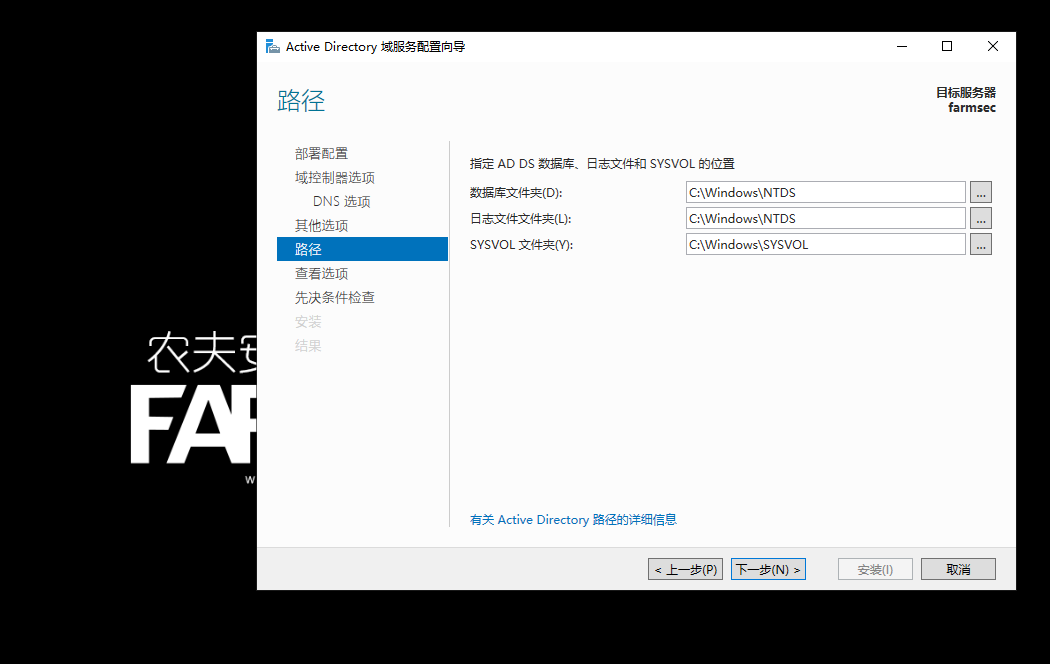 Active Directory 域服务配置向导
路径
目标服务器
farmsec
部署配置
域控制器选项
DNS 选项
其他选项
路径
查看选项
先决条件检查
安装
结果
指定 AD DS 数据库、日志文件和 SYSVOL 的位置
数据库文件夹(D): C:\Windows\NTDS ...
日志文件文件夹(L): C:\Windows\NTDS ...
SYSVOL 文件夹(Y): C:\Windows\SYSVOL ...
有关 Active Directory 路径的详细信息
< 上一步(P) 下一步(N) > 安装(I) 取消
农夫
FA
w